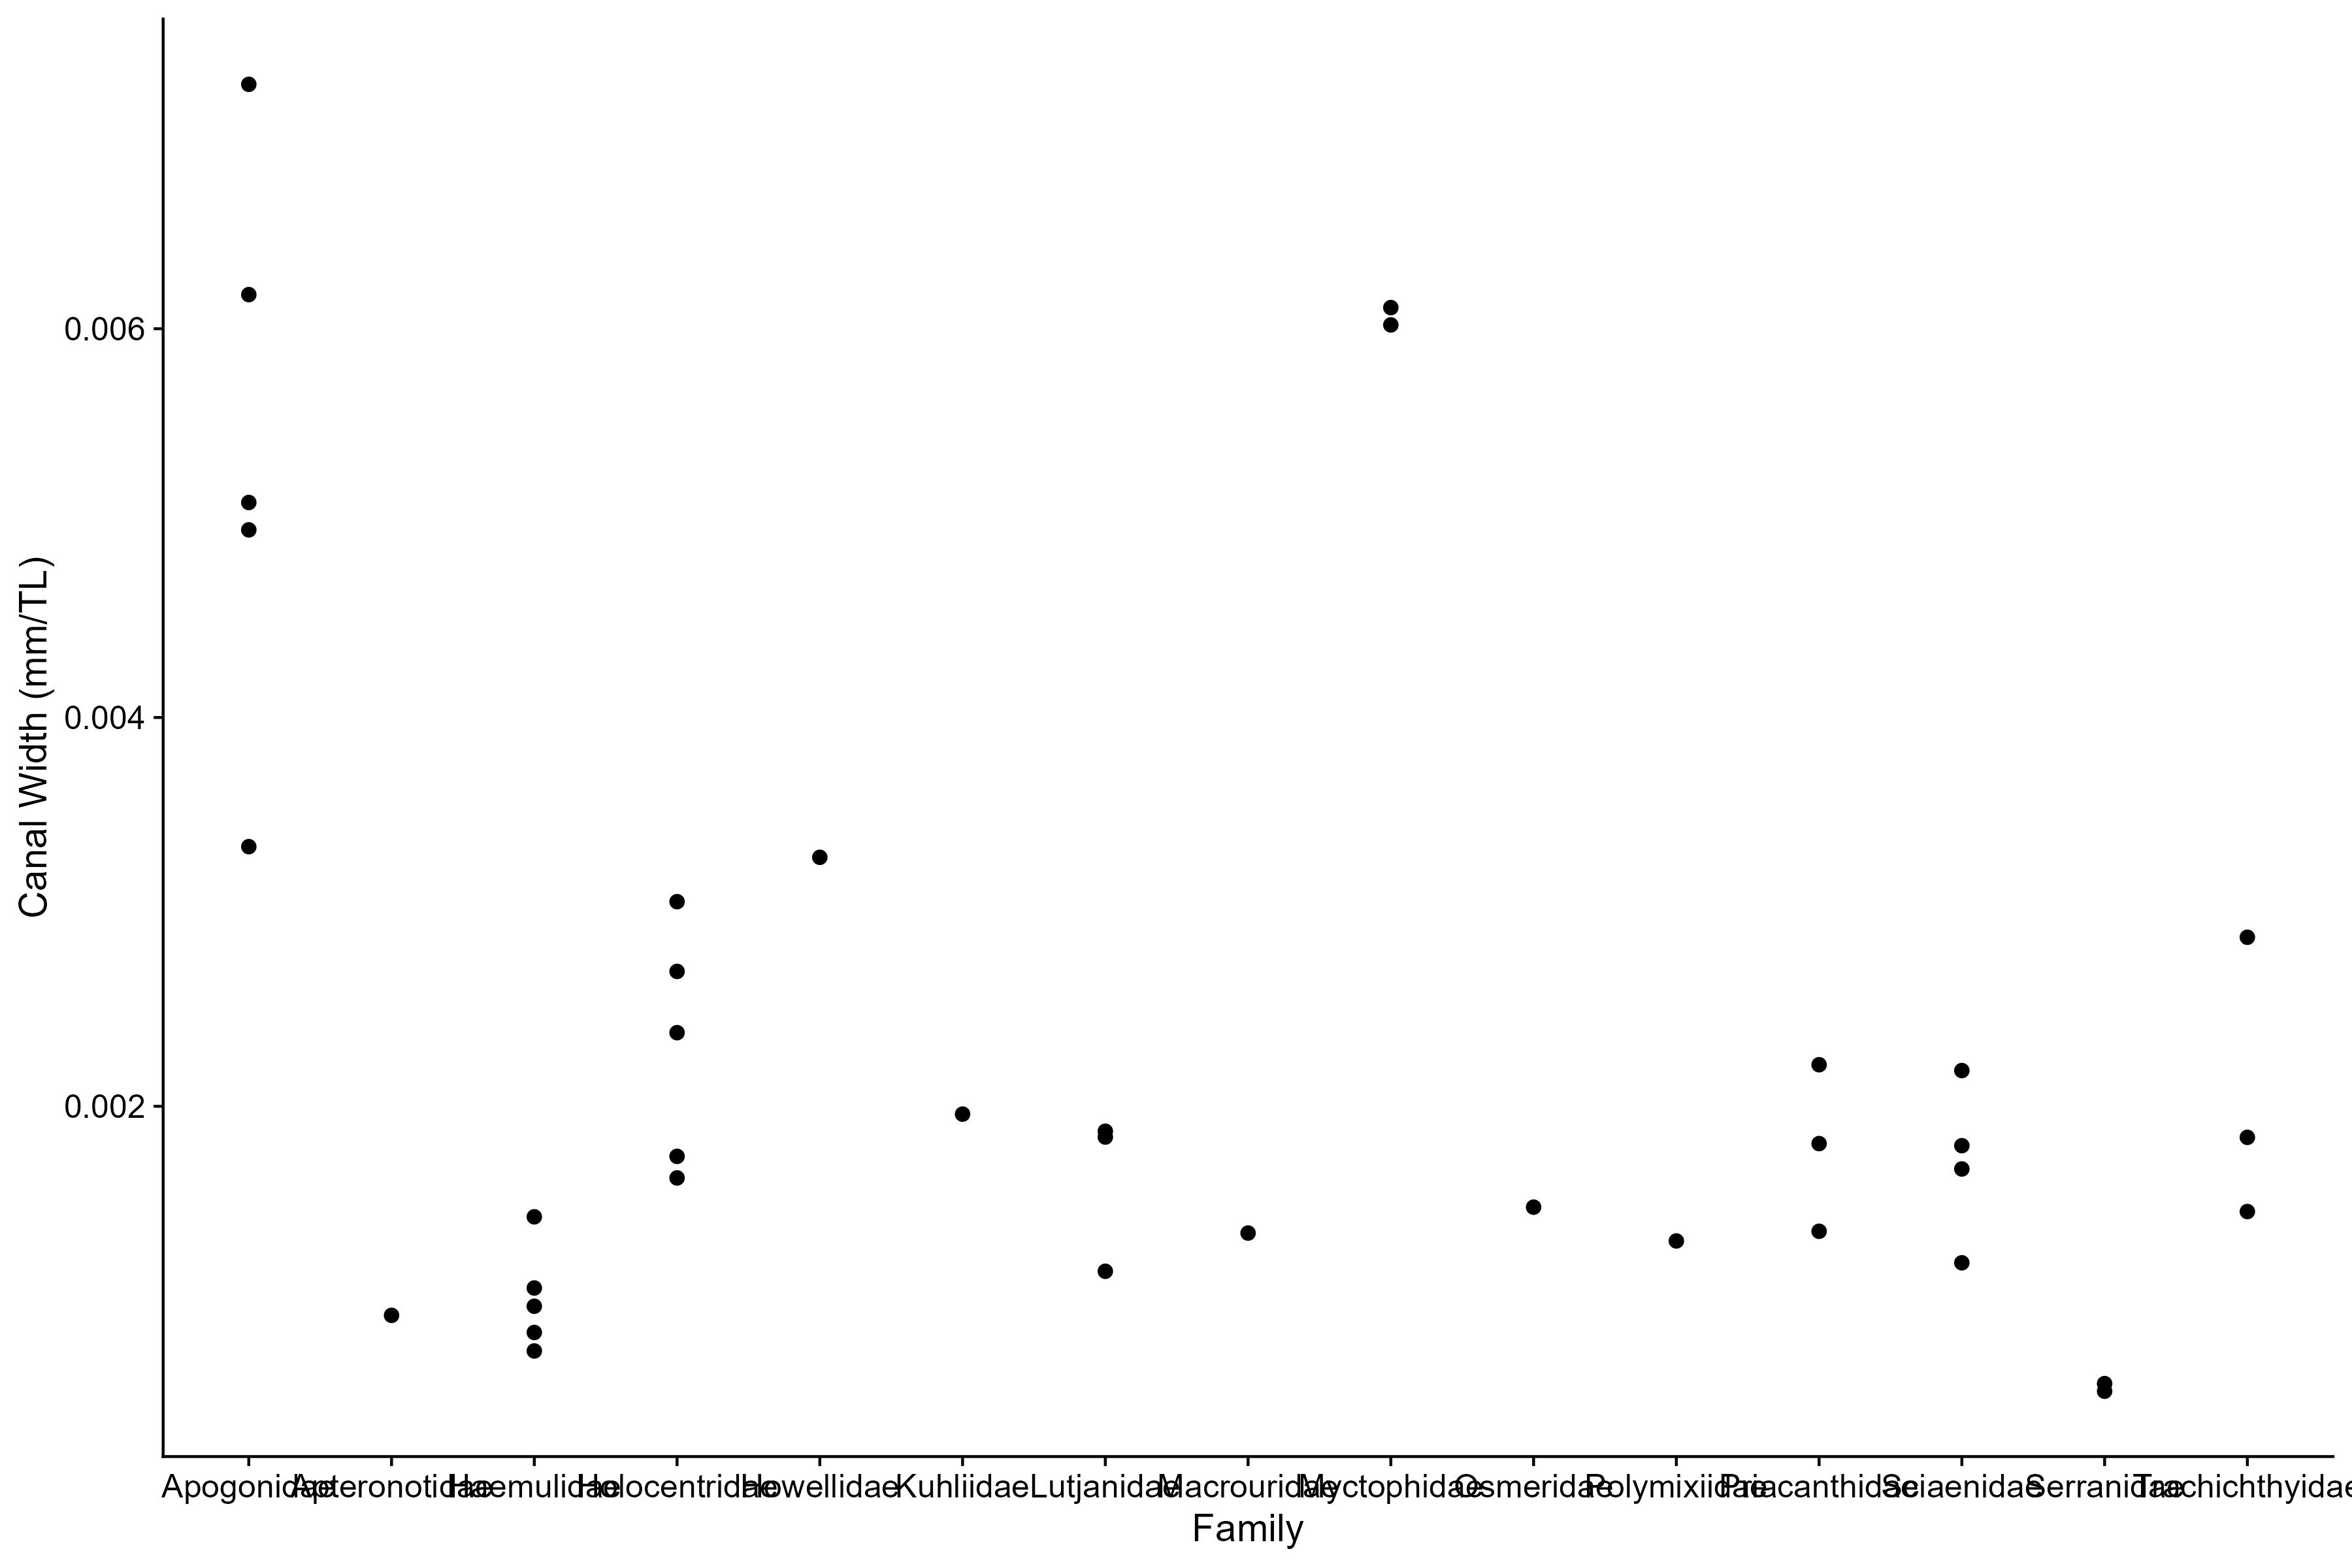 Canal Width (mm/TL)
0.006
0.004
0.002
Apogonidae Apteronotidae Haemulidae Holocentridae Howellidae Kuhliidae Lutjanidae Macrouridae Myctophidae Osmeridae Polymixiidae Priacanthidae Sciaenidae Serranidae Trachichthyidae
Family